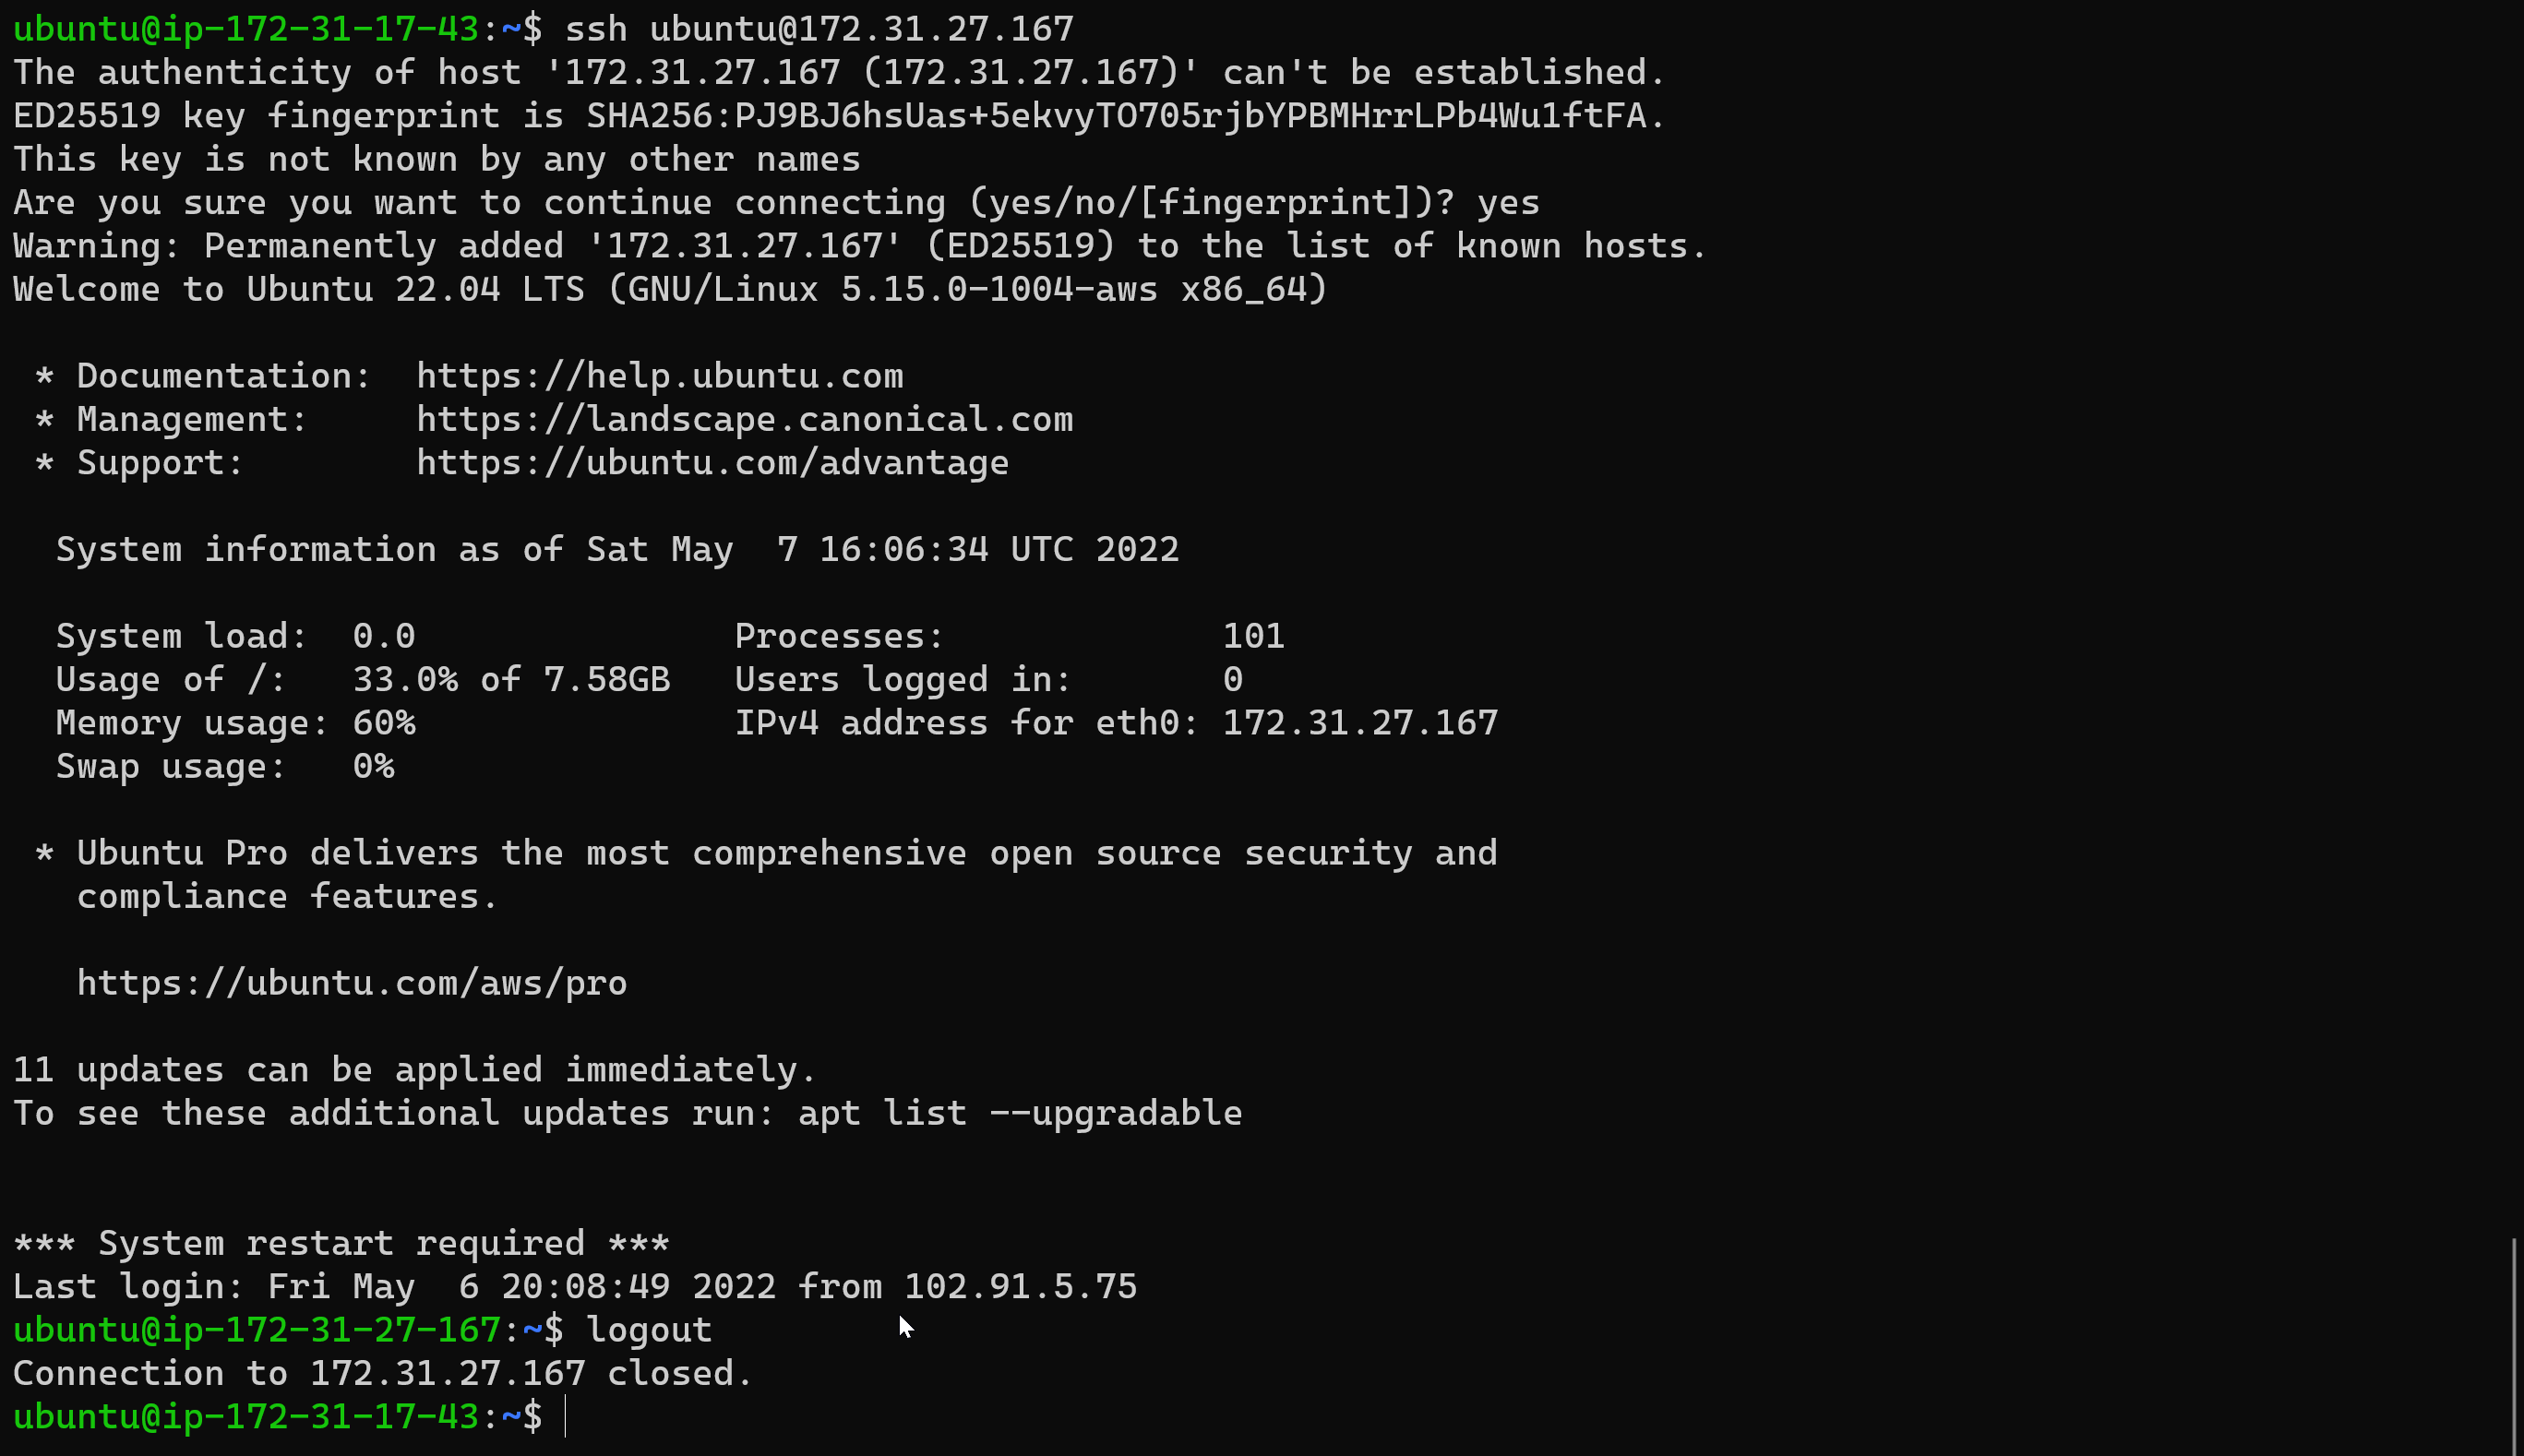 ubuntu@ip-172-31-17-43:~$ ssh ubuntu@172.31.27.167
The authenticity of host '172.31.27.167 (172.31.27.167)' can't be established.
ED25519 key fingerprint is SHA256:PJ9BJ6hsUas+5ekvyTO705rjbYPBMHrrLPb4Wu1ftFA.
This key is not known by any other names
Are you sure you want to continue connecting (yes/no/[fingerprint])? yes
Warning: Permanently added '172.31.27.167' (ED25519) to the list of known hosts.
Welcome to Ubuntu 22.04 LTS (GNU/Linux 5.15.0-1004-aws x86_64)

 * Documentation:  https://help.ubuntu.com
 * Management:     https://landscape.canonical.com
 * Support:        https://ubuntu.com/advantage

  System information as of Sat May  7 16:06:34 UTC 2022

  System load:  0.0               Processes:             101
  Usage of /:   33.0% of 7.58GB   Users logged in:       0
  Memory usage: 60%               IPv4 address for eth0: 172.31.27.167
  Swap usage:   0%

 * Ubuntu Pro delivers the most comprehensive open source security and
   compliance features.

   https://ubuntu.com/aws/pro

11 updates can be applied immediately.
To see these additional updates run: apt list --upgradable


*** System restart required ***
Last login: Fri May  6 20:08:49 2022 from 102.91.5.75
ubuntu@ip-172-31-27-167:~$ logout
Connection to 172.31.27.167 closed.
ubuntu@ip-172-31-17-43:~$